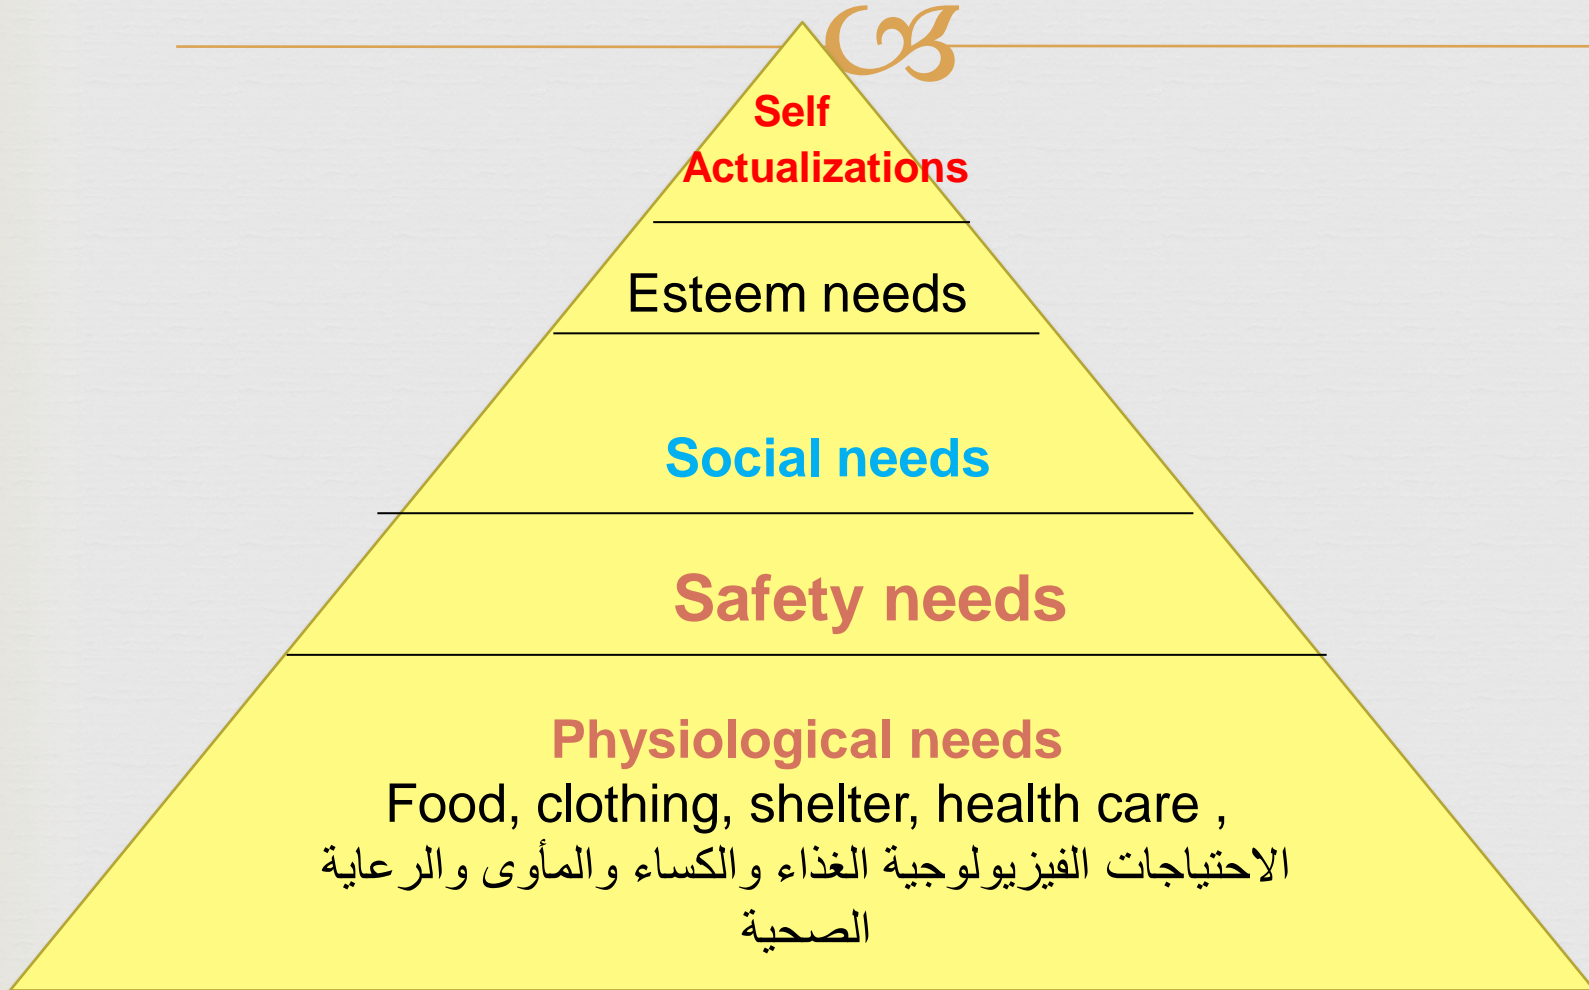 Self
Actualizations
Esteem needs
Social needs
Safety needs
Physiological needs
Food, clothing, shelter, health care ,
الاحتياجات الفيزيولوجية الغذاء والكساء والمأوى والرعاية
الصحية